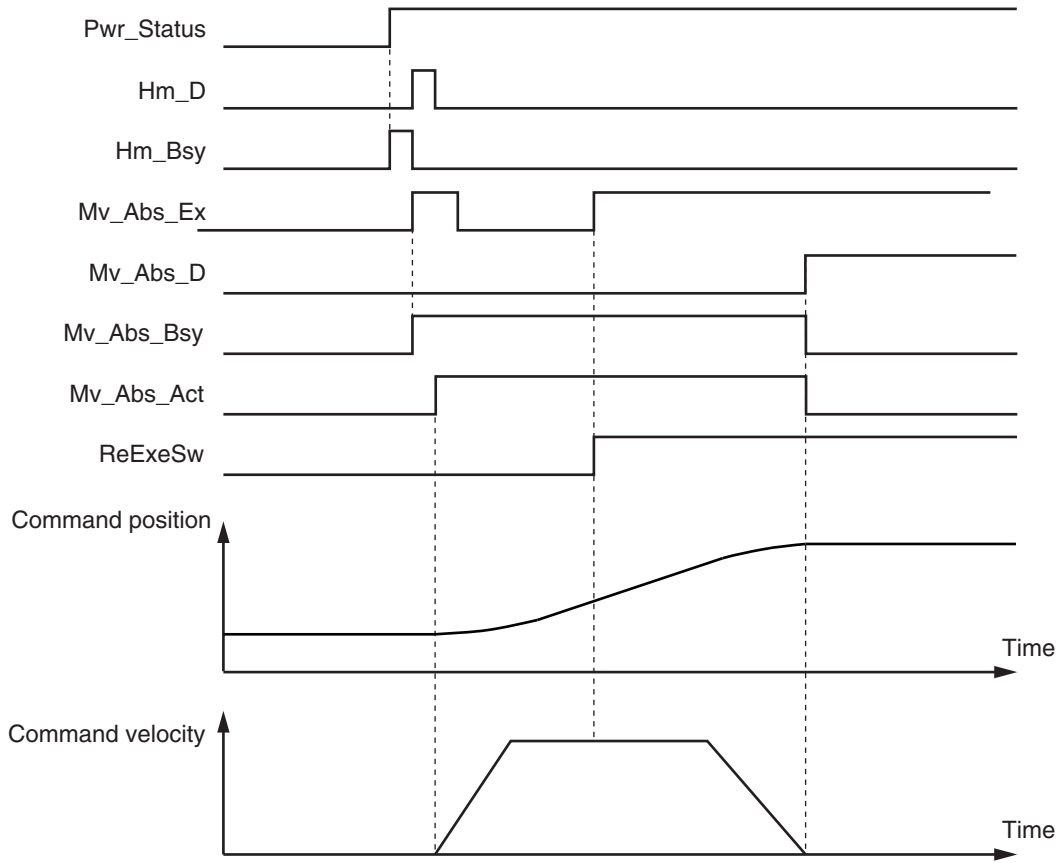 Pwr_Status
Hm_D
Hm_Bsy
Mv_Abs_Ex
Mv_Abs_D
Mv_Abs_Bsy
Mv_Abs_Act
ReExeSw
Command position
Time
Command velocity
Time